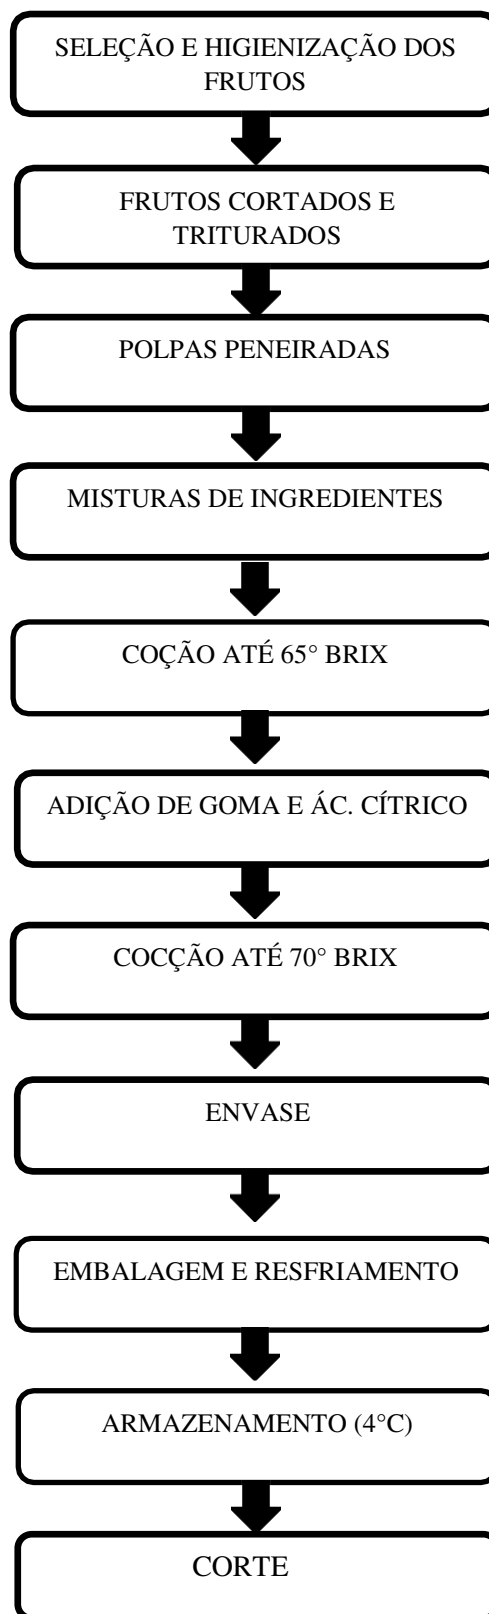 SELEÇÃO E HIGIENIZAÇÃO DOS
FRUTOS
FRUTOS CORTADOS E
TRITURADOS
POLPAS PENEIRADAS
MISTURAS DE INGREDIENTES
COÇÃO ATÉ 65° BRIX
ADIÇÃO DE GOMA E ÁC. CÍTRICO
COCÇÃO ATÉ 70° BRIX
ENVASE
EMBALAGEM E RESFRIAMENTO
ARMAZENAMENTO (4°C)
CORTE